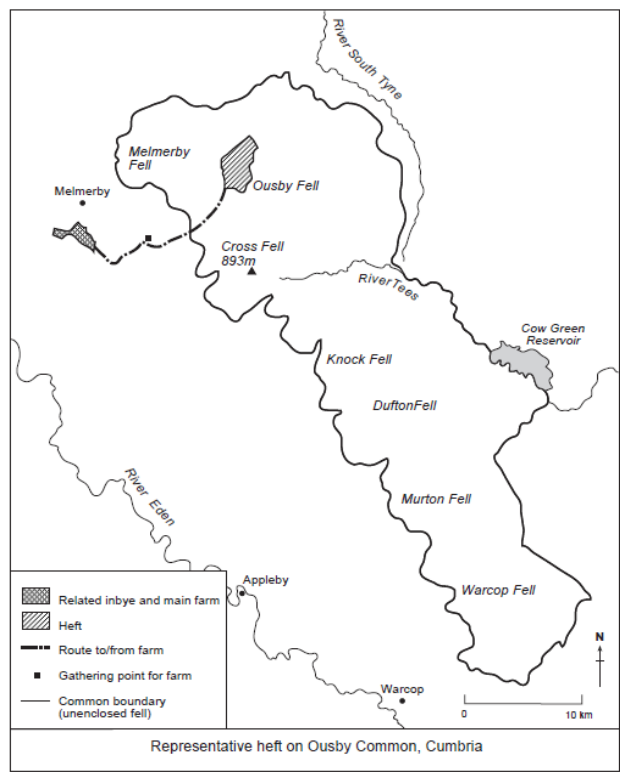 River South Tyne
Melmerby
Fell
Melmerby
Ousby Fell
Cross Fell
893m
River Tees
Cow Green
Reservoir
Knock Fell
DuftonFell
River Eden
Murton Fell
Appleby
Warcop Fell
Related inbye and main farm
Heft
Route to/from farm
Gathering point for farm
Common boundary
(unenclosed fell)
Warcop
N
0 10 km
Representative heft on Ousby Common, Cumbria